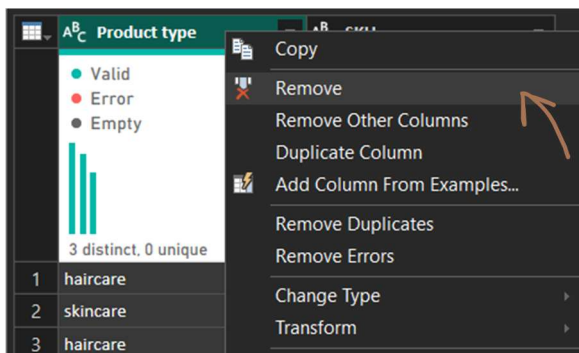 ABC Product type
Valid
Error
Empty
3 distinct, 0 unique
1 haircare
2 skincare
3 haircare
Copy
Remove
Remove Other Columns
Duplicate Column
Add Column From Examples...
Remove Duplicates
Remove Errors
Change Type
Transform